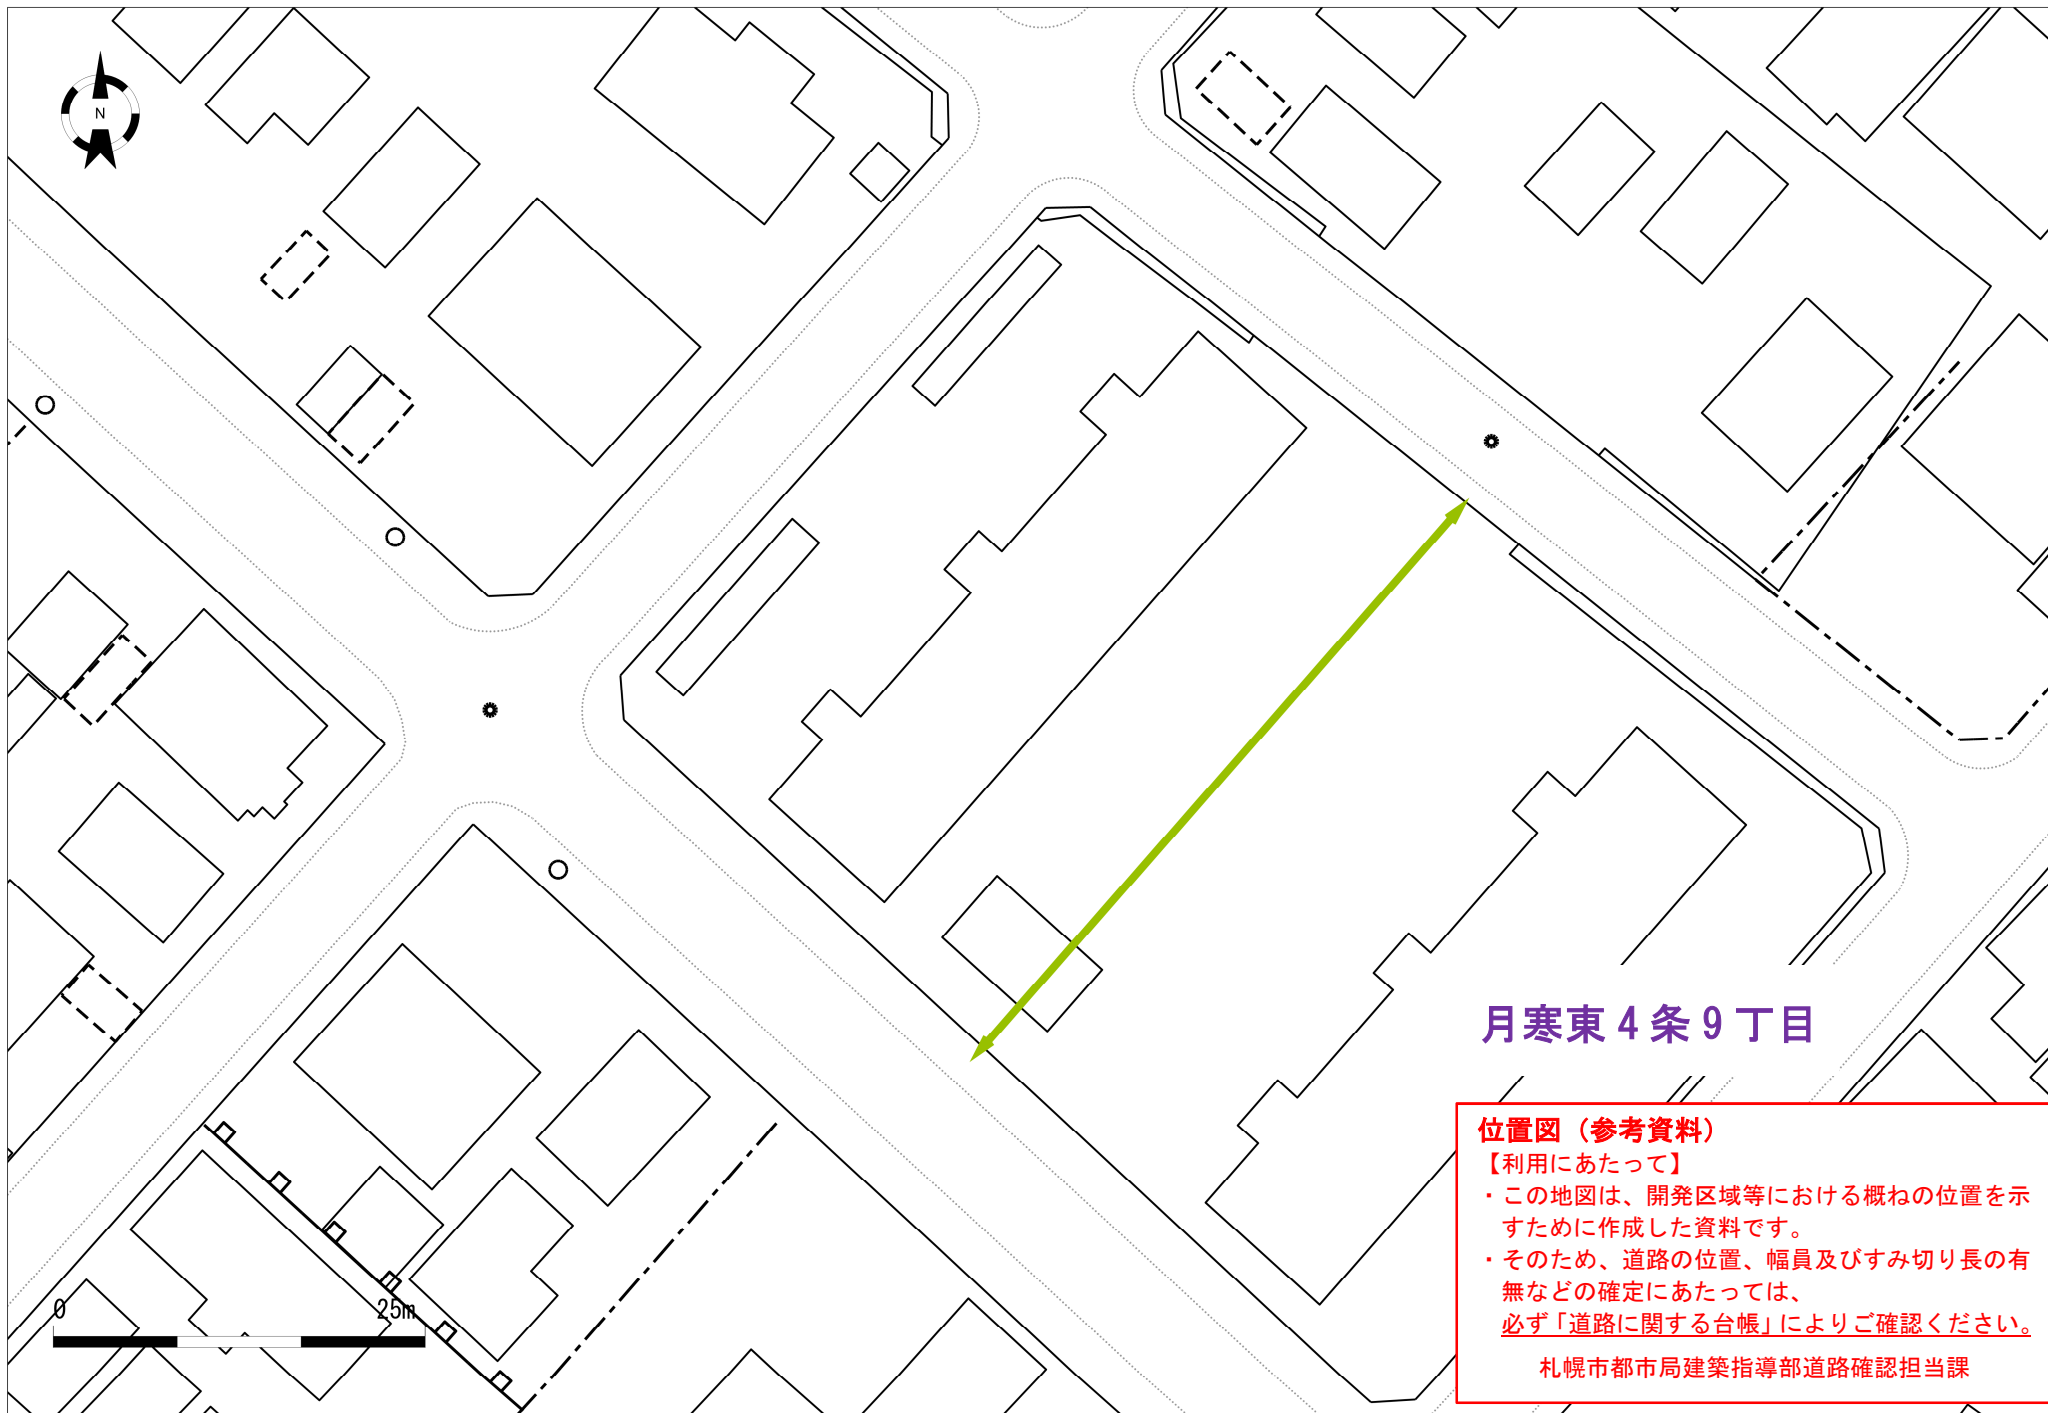 N
月寒東4条9丁目
位置図（参考資料）
【利用にあたって】
・この地図は、開発区域等における概ねの位置を示
すために作成した資料です。
・そのため、道路の位置、幅員及びすみ切り長の有
無などの確定にあたっては、
必ず「道路に関する台帳」によりご確認ください。
札幌市都市局建築指導部道路確認担当課
0 25m